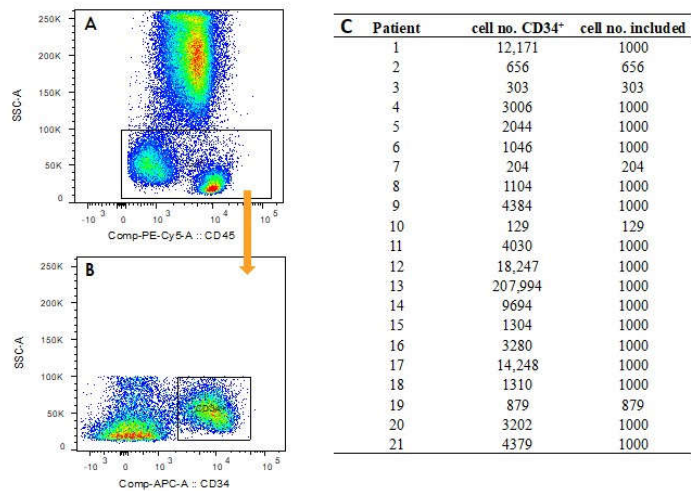 A
250K
200K
150K
100K
50K
0
SSC-A
-10 3 0 10 3 10 4 10 5
Comp-PE-Cy5-A :: CD45
B
250K
200K
150K
100K
50K
0
SSC-A
CD34
-10 3 0 10 3 10 4 10 5
Comp-APC-A :: CD34
C Patient cell no. CD34+ cell no. included
1 12,171 1000
2 656 656
3 303 303
4 3006 1000
5 2044 1000
6 1046 1000
7 204 204
8 1104 1000
9 4384 1000
10 129 129
11 4030 1000
12 18,247 1000
13 207,994 1000
14 9694 1000
15 1304 1000
16 3280 1000
17 14,248 1000
18 1310 1000
19 879 879
20 3202 1000
21 4379 1000